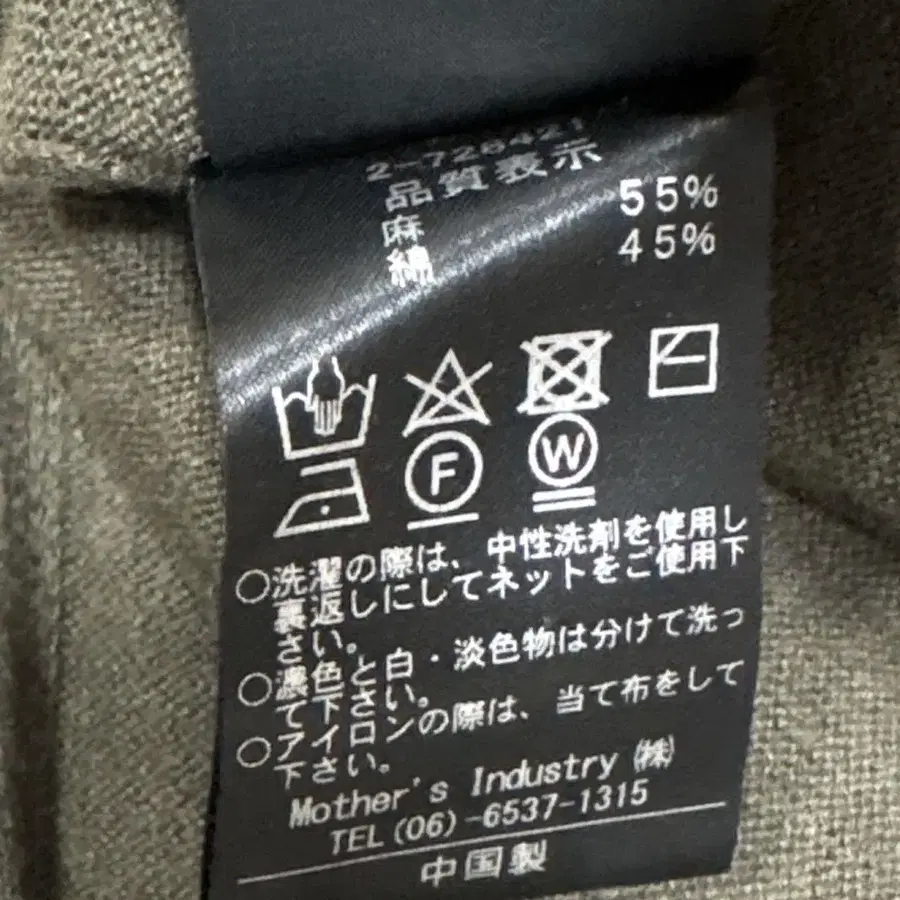 2-728421
品質表示
麻 55%
綿 45%
F W
○洗濯の際は、中性洗剤を使用し
裏返しにしてネットをご使用下
さい。
○濃色と白・淡色物は分けて洗っ
て下さい。
○アイロンの際は、当て布をして
下さい。
Mother's Industry ㈱
TEL(06)-6537-1315
中国製